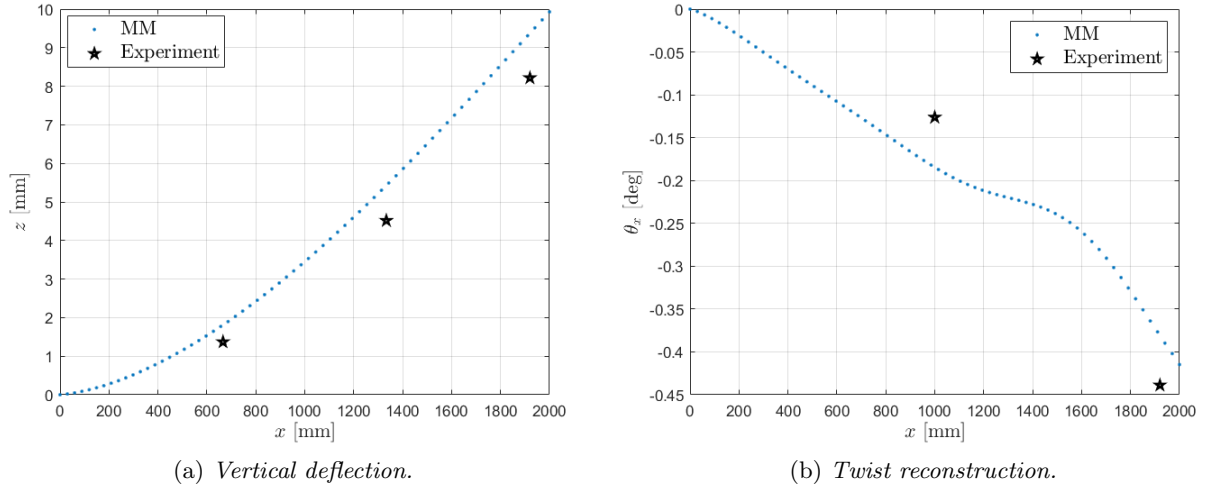 10
9
8
7
6
5
4
3
2
1
0
z [mm]
MM
Experiment
0 200 400 600 800 1000 1200 1400 1600 1800 2000
x [mm]
(a) Vertical deflection.
0
-0.05
-0.1
-0.15
-0.2
-0.25
-0.3
-0.35
-0.4
-0.45
θx [deg]
MM
Experiment
0 200 400 600 800 1000 1200 1400 1600 1800 2000
x [mm]
(b) Twist reconstruction.